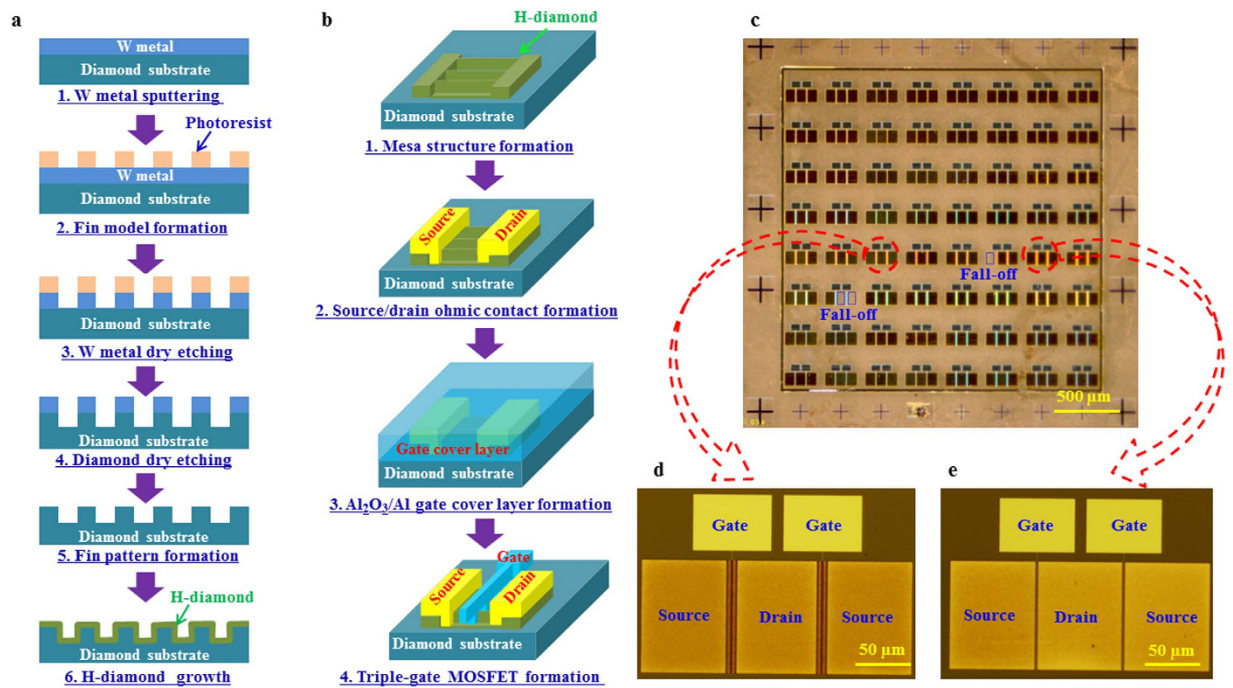 a
W metal
Diamond substrate
1. W metal sputtering
Photoresist
W metal
Diamond substrate
2. Fin model formation
Diamond substrate
3. W metal dry etching
Diamond substrate
4. Diamond dry etching
Diamond substrate
5. Fin pattern formation
H-diamond
Diamond substrate
6. H-diamond growth
b
H-diamond
Diamond substrate
1. Mesa structure formation
Source
Drain
Diamond substrate
2. Source/drain ohmic contact formation
Gate cover layer
Diamond substrate
3. Al₂O₃/Al gate cover layer formation
Gate
Source
Drain
Diamond substrate
4. Triple-gate MOSFET formation
c
Fall-off
Fall-off
500 μm
d
Gate Gate
Source Drain Source
50 μm
e
Gate Gate
Source Drain Source
50 μm